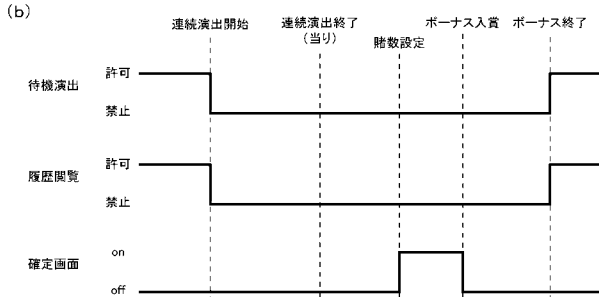 (b)
連続演出開始
連続演出終了
(当り)
賭数設定
ボーナス入賞
ボーナス終了
待機演出
許可
禁止
履歴閲覧
許可
禁止
確定画面
on
off